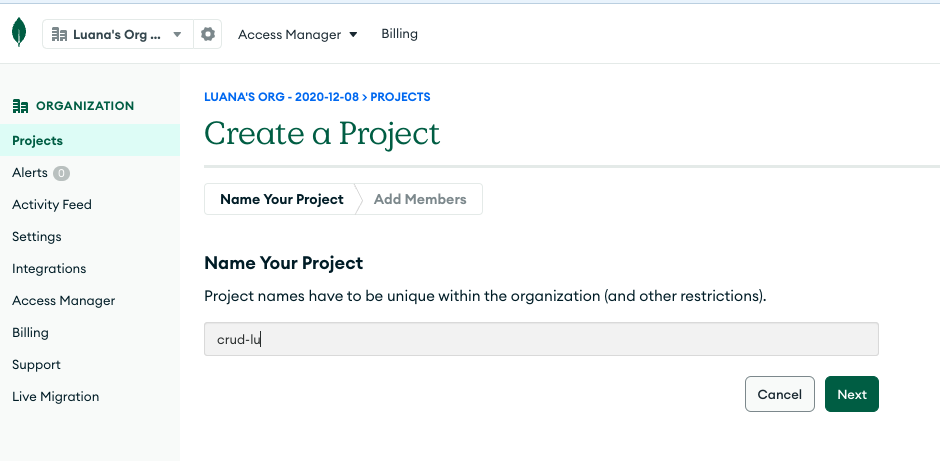 Luana's Org ...
Access Manager
Billing
ORGANIZATION
Projects
Alerts 0
Activity Feed
Settings
Integrations
Access Manager
Billing
Support
Live Migration
LUANA'S ORG - 2020-12-08 > PROJECTS
Create a Project
Name Your Project
Add Members
Name Your Project
Project names have to be unique within the organization (and other restrictions).
crud-lu
Cancel
Next